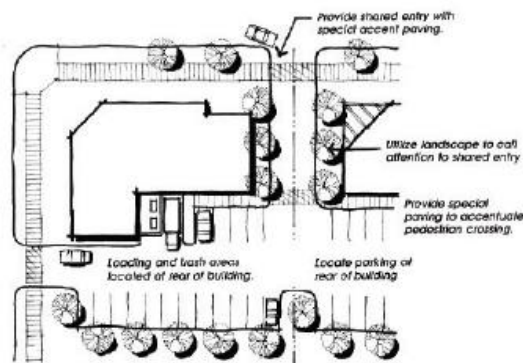 Provide shared entry with
special accent paving.
Utilize landscape to call
attention to shared entry
Provide special
paving to accentuate
pedestrian crossing.
Loading and trash areas
located at rear of building.
Locate parking at
rear of building